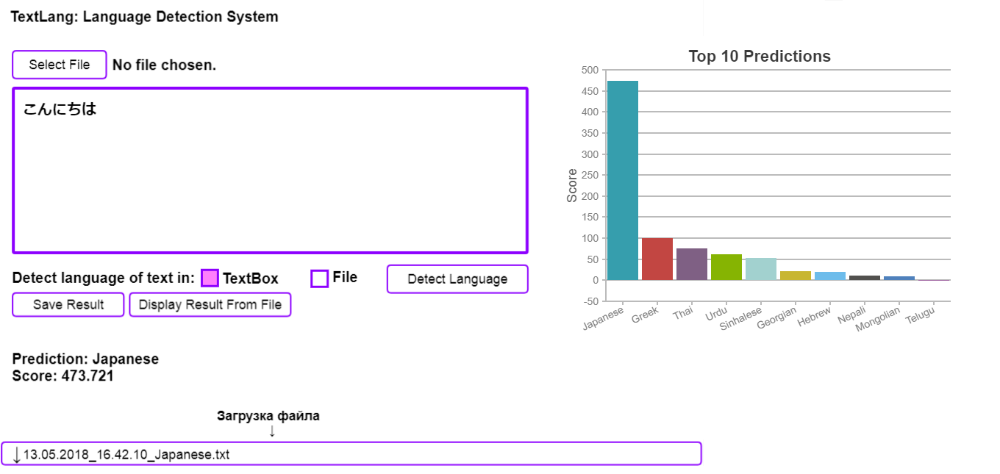 TextLang: Language Detection System
Select File No file chosen.
こんにちは
Detect language of text in: TextBox File Detect Language
Save Result Display Result From File
Prediction: Japanese
Score: 473.721
Загрузка файла
↓
↓ 13.05.2018_16.42.10_Japanese.txt
Top 10 Predictions
Score
500
450
400
350
300
250
200
150
100
50
0
-50
Japanese Greek Thai Urdu Sinhalese Georgian Hebrew Nepali Mongolian Telugu